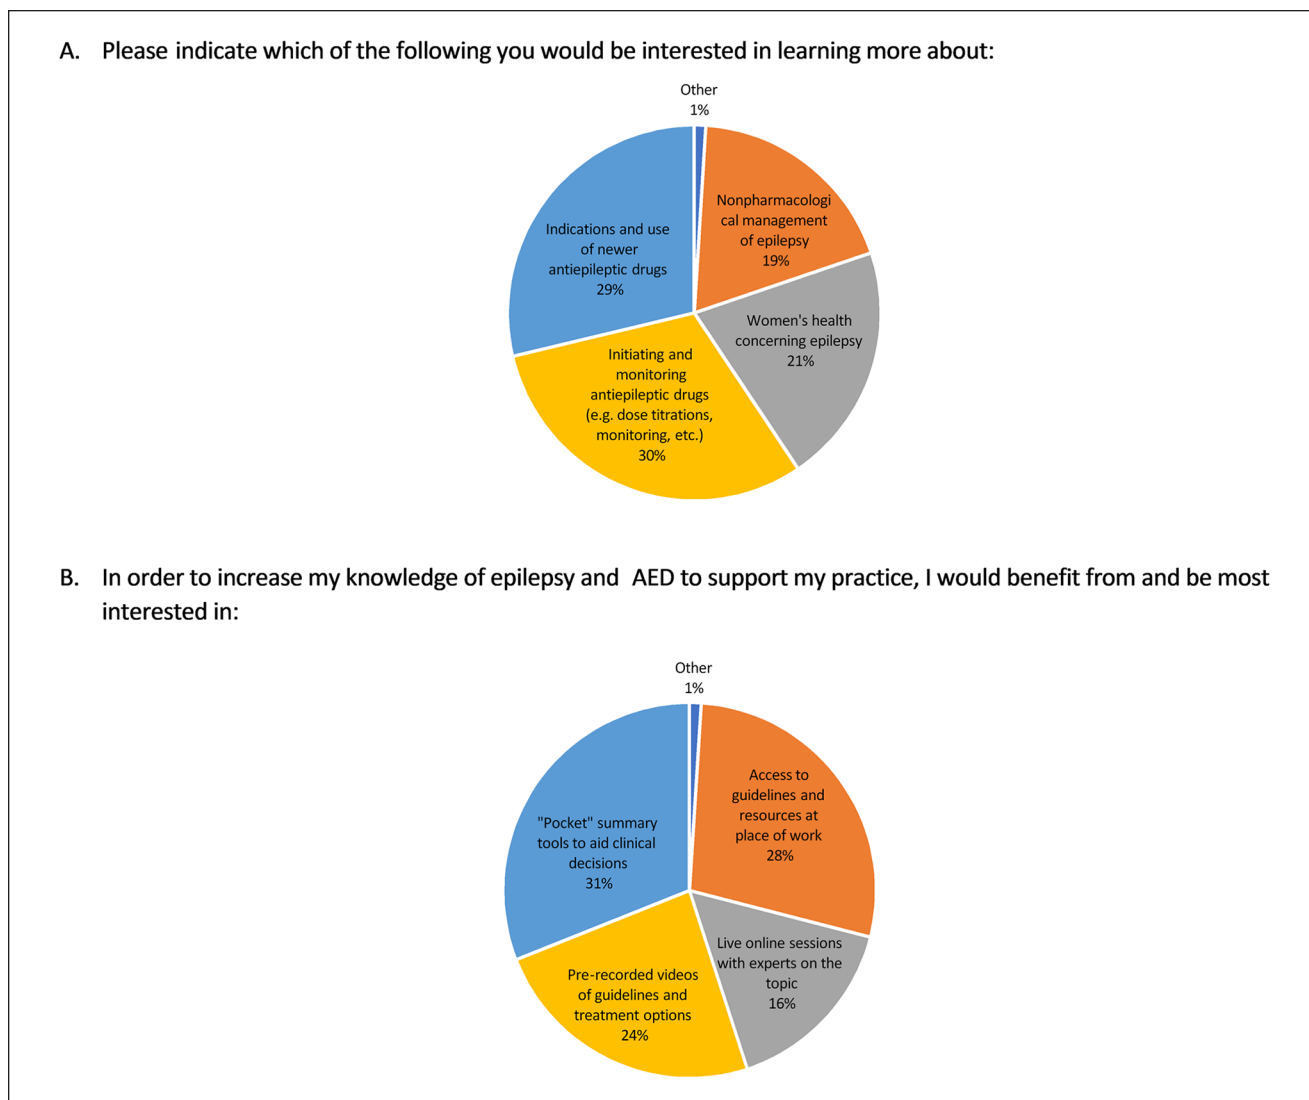 A. Please indicate which of the following you would be interested in learning more about:
Other
1%
Nonpharmacologi
cal management
of epilepsy
19%
Women's health
concerning epilepsy
21%
Initiating and
monitoring
antiepileptic drugs
(e.g. dose titrations,
monitoring, etc.)
30%
Indications and use
of newer
antiepileptic drugs
29%
B. In order to increase my knowledge of epilepsy and AED to support my practice, I would benefit from and be most
interested in:
Other
1%
Access to
guidelines and
resources at
place of work
28%
Live online sessions
with experts on the
topic
16%
Pre-recorded videos
of guidelines and
treatment options
24%
"Pocket" summary
tools to aid clinical
decisions
31%